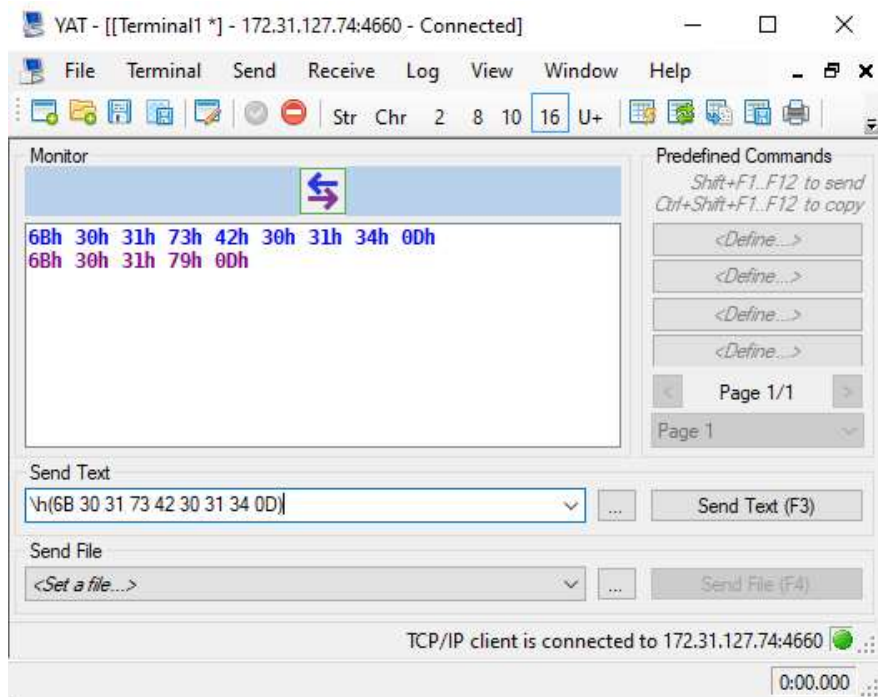 YAT - [[Terminal1 *] - 172.31.127.74:4660 - Connected]
File Terminal Send Receive Log View Window Help
Str Chr 2 8 10 16 U+
Monitor
6Bh 30h 31h 73h 42h 30h 31h 34h 0Dh
6Bh 30h 31h 79h 0Dh
Predefined Commands
Shift+F1..F12 to send
Ctrl+Shift+F1..F12 to copy
<Define...>
<Define...>
<Define...>
<Define...>
< Page 1/1 >
Page 1
Send Text
\h(6B 30 31 73 42 30 31 34 0D)
... Send Text (F3)
Send File
<Set a file...>
... Send File (F4)
TCP/IP client is connected to 172.31.127.74:4660
0:00.000